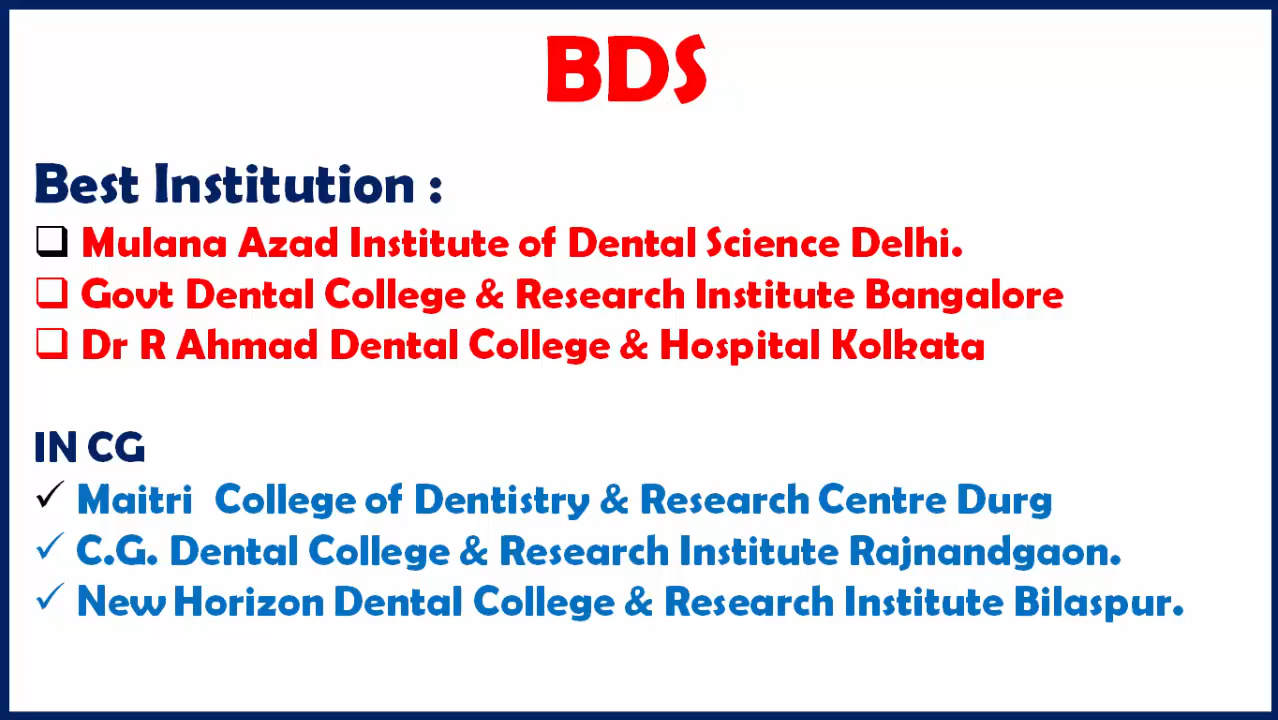 BDS
Best Institution :
Mulana Azad Institute of Dental Science Delhi.
Govt Dental College & Research Institute Bangalore
Dr R Ahmad Dental College & Hospital Kolkata
IN CG
Maitri College of Dentistry & Research Centre Durg
C.G. Dental College & Research Institute Rajnandgaon.
New Horizon Dental College & Research Institute Bilaspur.